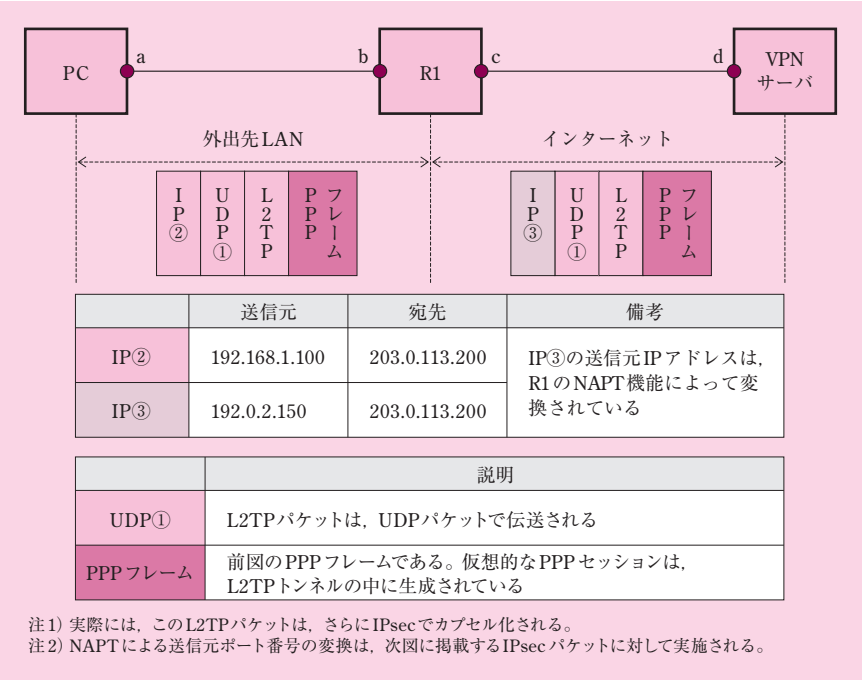 PC
a
b
R1
c
d
VPN
サーバ
外出先LAN
インターネット
IP②
UDP①
L2TP
PPP
フレーム
IP③
UDP①
L2TP
PPP
フレーム
送信元
宛先
備考
IP②
192.168.1.100
203.0.113.200
IP③の送信元IPアドレスは，
R1のNAPT機能によって変
換されている
IP③
192.0.2.150
203.0.113.200
説明
UDP①
L2TPパケットは，UDPパケットで伝送される
PPPフレーム
前図のPPPフレームである。仮想的なPPPセッションは，
L2TPトンネルの中に生成されている
注1）実際には，このL2TPパケットは，さらにIPsecでカプセル化される。
注2）NAPTによる送信元ポート番号の変換は，次図に掲載するIPsecパケットに対して実施される。